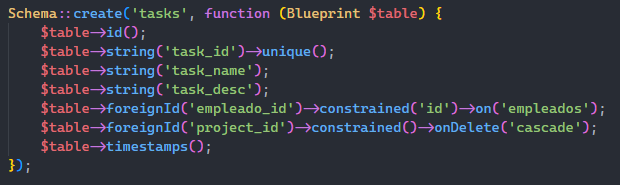 Schema::create('tasks', function (Blueprint $table) {
    $table->id();
    $table->string('task_id')->unique();
    $table->string('task_name');
    $table->string('task_desc');
    $table->foreignId('empleado_id')->constrained('id')->on('empleados');
    $table->foreignId('project_id')->constrained()->onDelete('cascade');
    $table->timestamps();
});